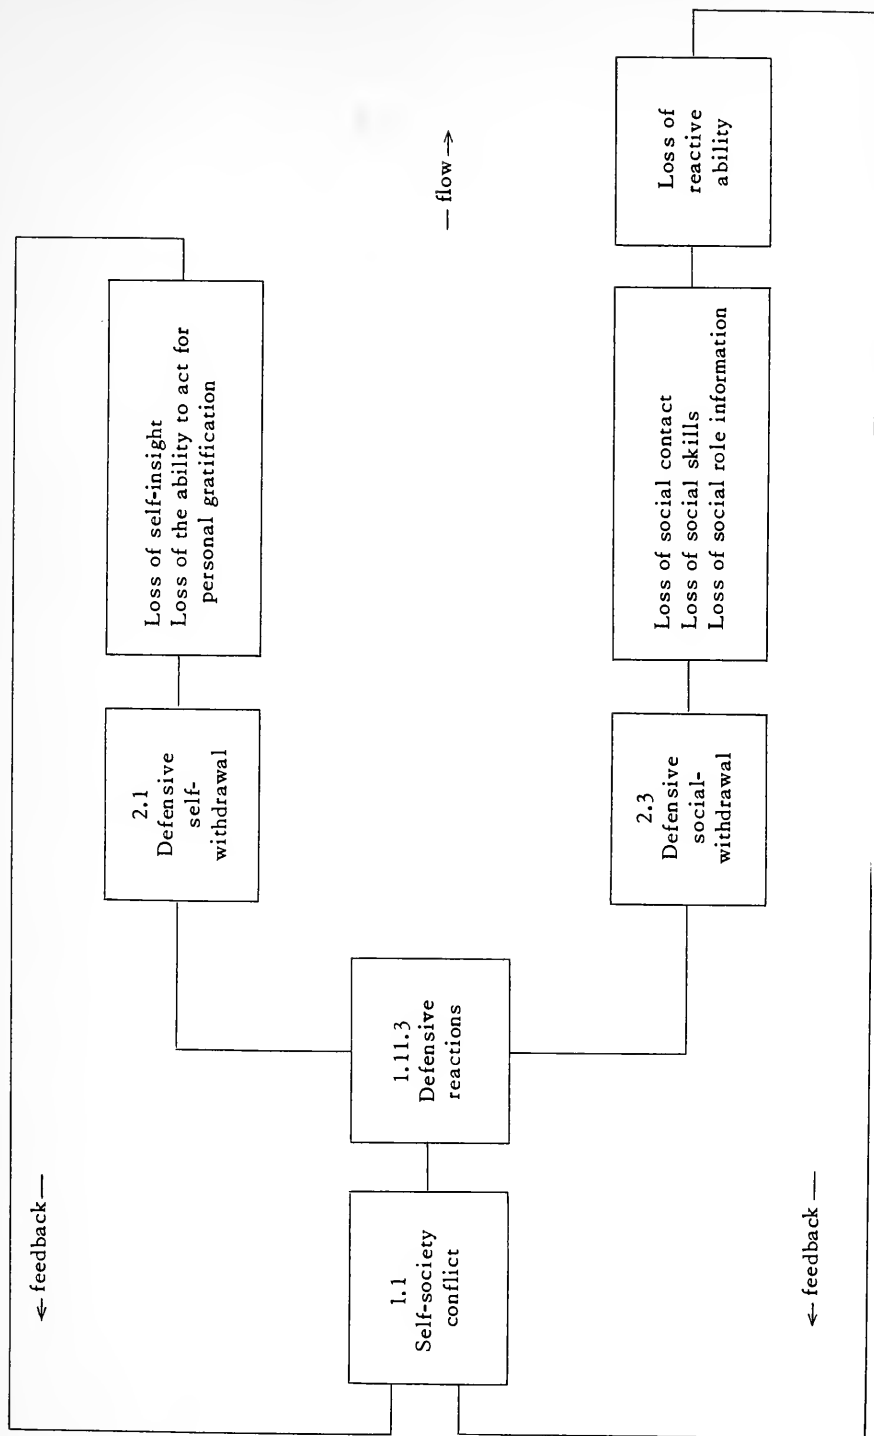 ← feedback —
1.1
Self-society
conflict
1.11.3
Defensive
reactions
2.1
Defensive
self-
withdrawal
Loss of self-insight
Loss of the ability to act for
personal gratification
— flow →
2.3
Defensive
social-
withdrawal
Loss of social contact
Loss of social skills
Loss of social role information
Loss of
reactive
ability
← feedback —